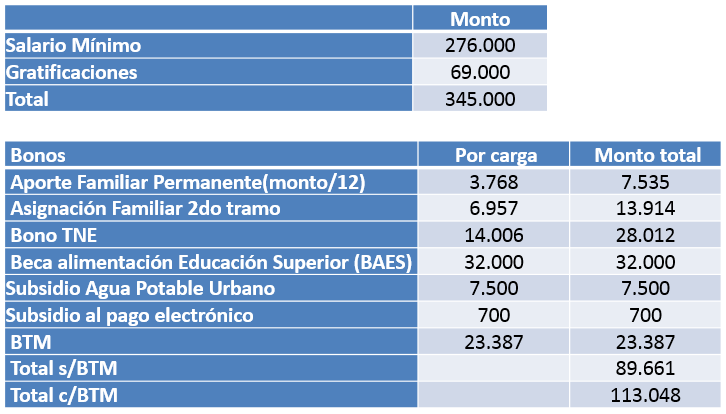 Monto
Salario Mínimo 276.000
Gratificaciones 69.000
Total 345.000
Bonos Por carga Monto total
Aporte Familiar Permanente(monto/12) 3.768 7.535
Asignación Familiar 2do tramo 6.957 13.914
Bono TNE 14.006 28.012
Beca alimentación Educación Superior (BAES) 32.000 32.000
Subsidio Agua Potable Urbano 7.500 7.500
Subsidio al pago electrónico 700 700
BTM 23.387 23.387
Total s/BTM 89.661
Total c/BTM 113.048